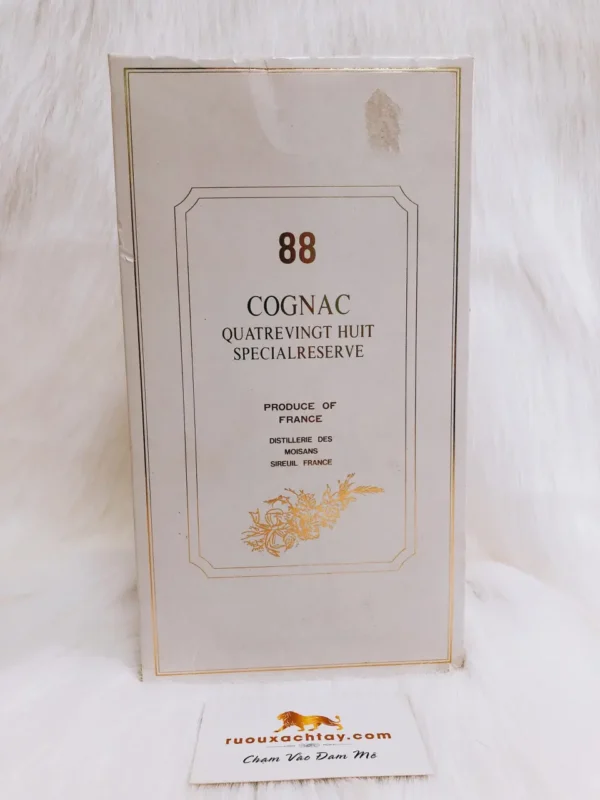 88
COGNAC
QUATREVINGT HUIT
SPECIALRESERVE
PRODUCE OF
FRANCE
DISTILLERIE DES
MOISANS
SIREUIL FRANCE
ruouxachtay.com
Chạm Vào Đam Mê